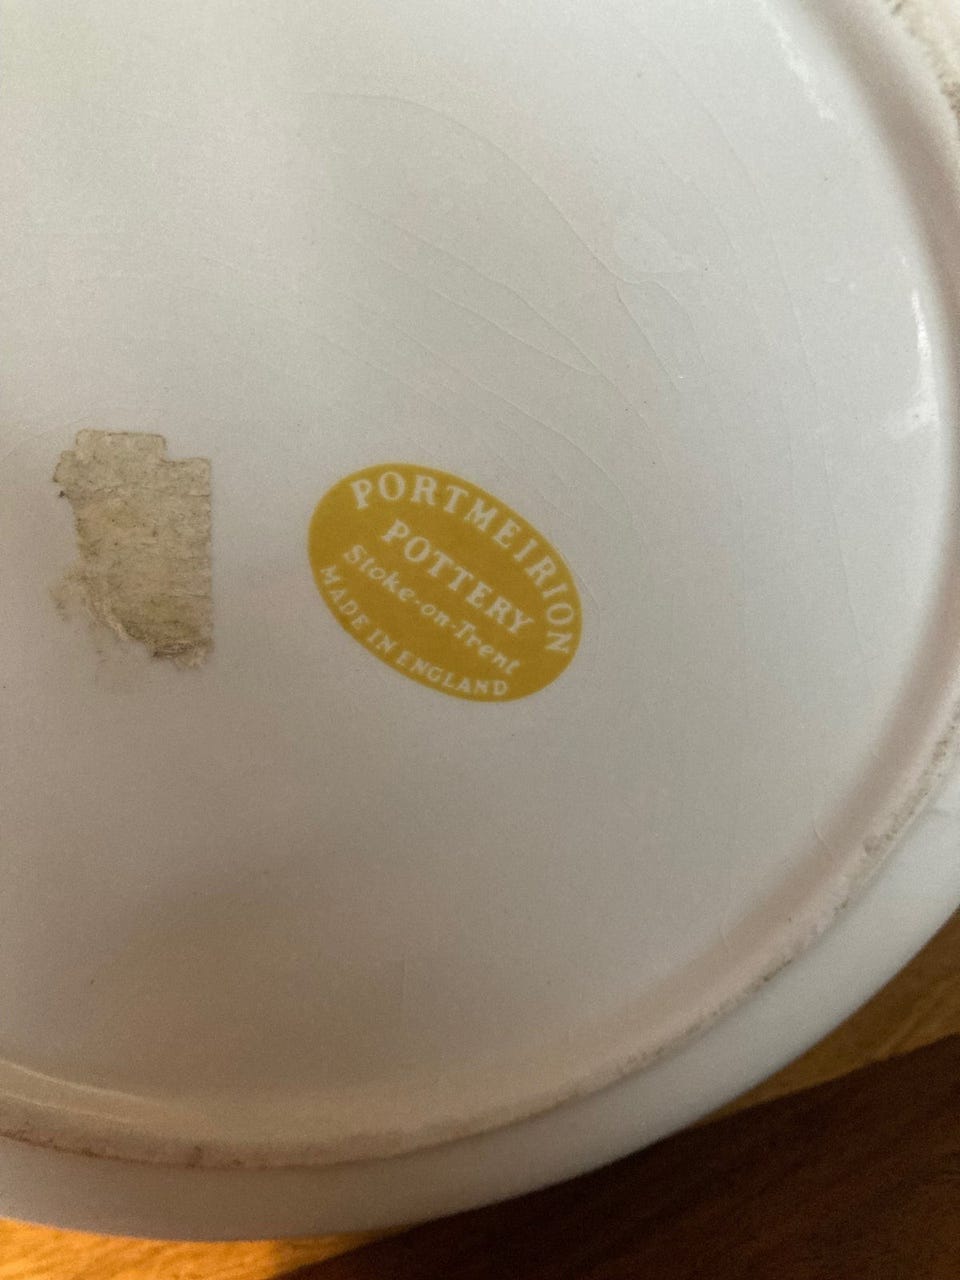 PORTMEIRION
POTTERY
Stoke-on-Trent
MADE IN ENGLAND